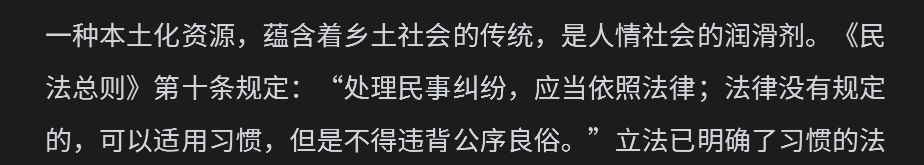 一种本土化资源，蕴含着乡土社会的传统，是人情社会的润滑剂。《民
法总则》第十条规定：“处理民事纠纷，应当依照法律；法律没有规定
的，可以适用习惯，但是不得违背公序良俗。”立法已明确了习惯的法